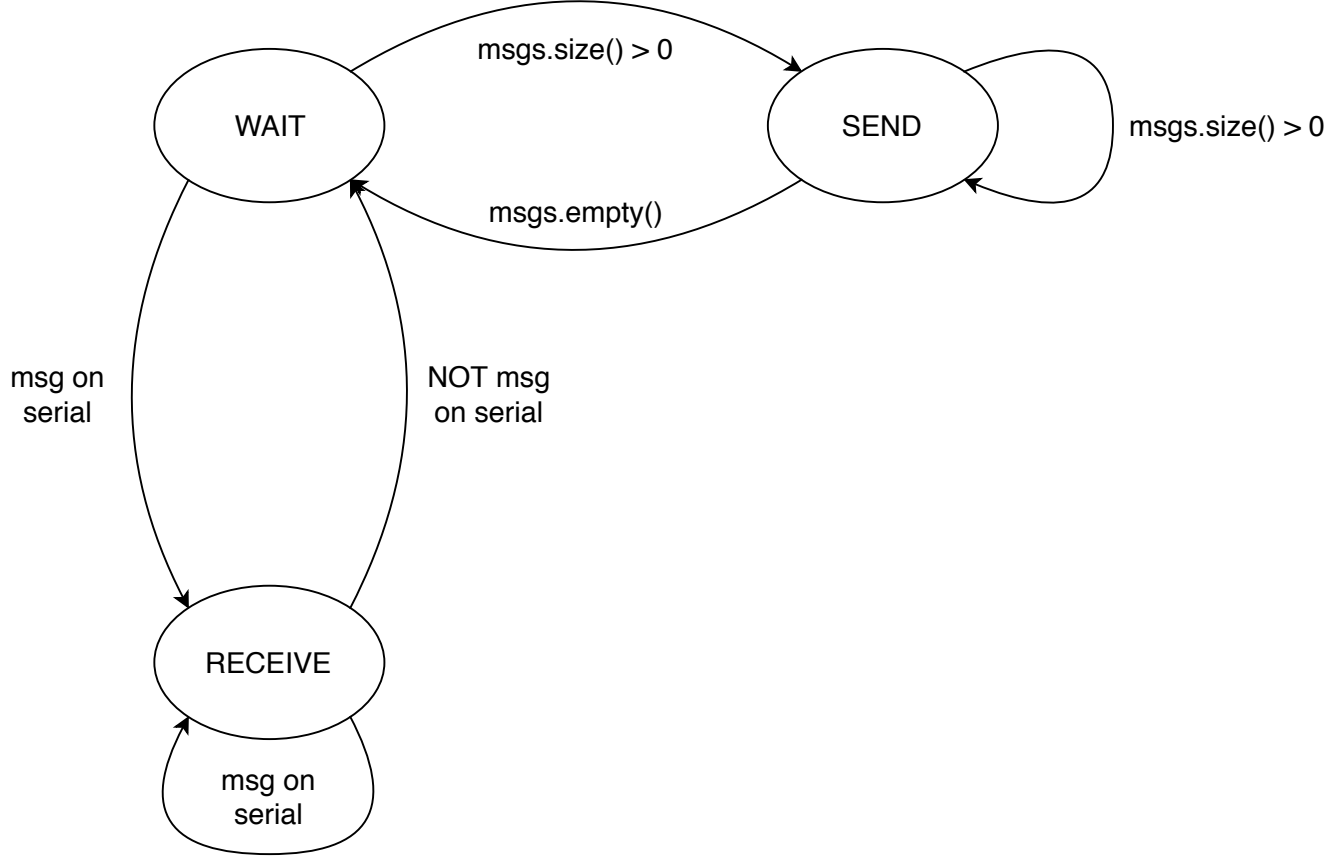 msgs.size() > 0
WAIT
SEND
msgs.size() > 0
msgs.empty()
msg on
serial
NOT msg
on serial
RECEIVE
msg on
serial